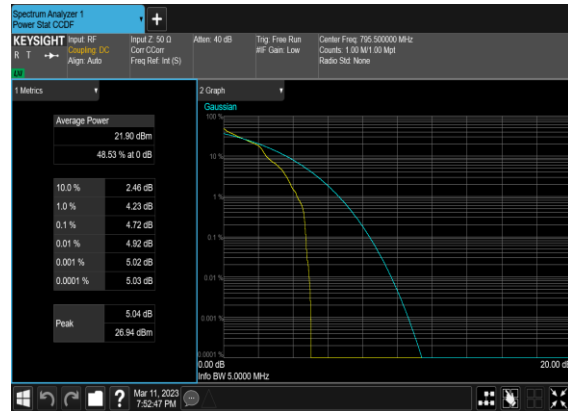 Spectrum Analyzer 1
Power Stat CCDF
+
KEYSIGHT
R T
LXI
Input: RF
Coupling: DC
Align: Auto
Input Z: 50 Ω
Corr CCorr
Freq Ref: Int (S)
Atten: 40 dB
Trig: Free Run
#IF Gain: Low
Center Freq: 795.500000 MHz
Counts: 1.00 M/1.00 Mpt
Radio Std: None
1 Metrics
Average Power
21.90 dBm
48.53 % at 0 dB
10.0 % 2.46 dB
1.0 % 4.23 dB
0.1 % 4.72 dB
0.01 % 4.92 dB
0.001 % 5.02 dB
0.0001 % 5.03 dB
Peak
5.04 dB
26.94 dBm
2 Graph
Gaussian
100 %
10 %
1 %
0.1 %
0.01 %
0.001 %
0.0001 %
0.00 dB 20.00 dB
Info BW 5.0000 MHz
?
Mar 11, 2023
7:52:47 PM